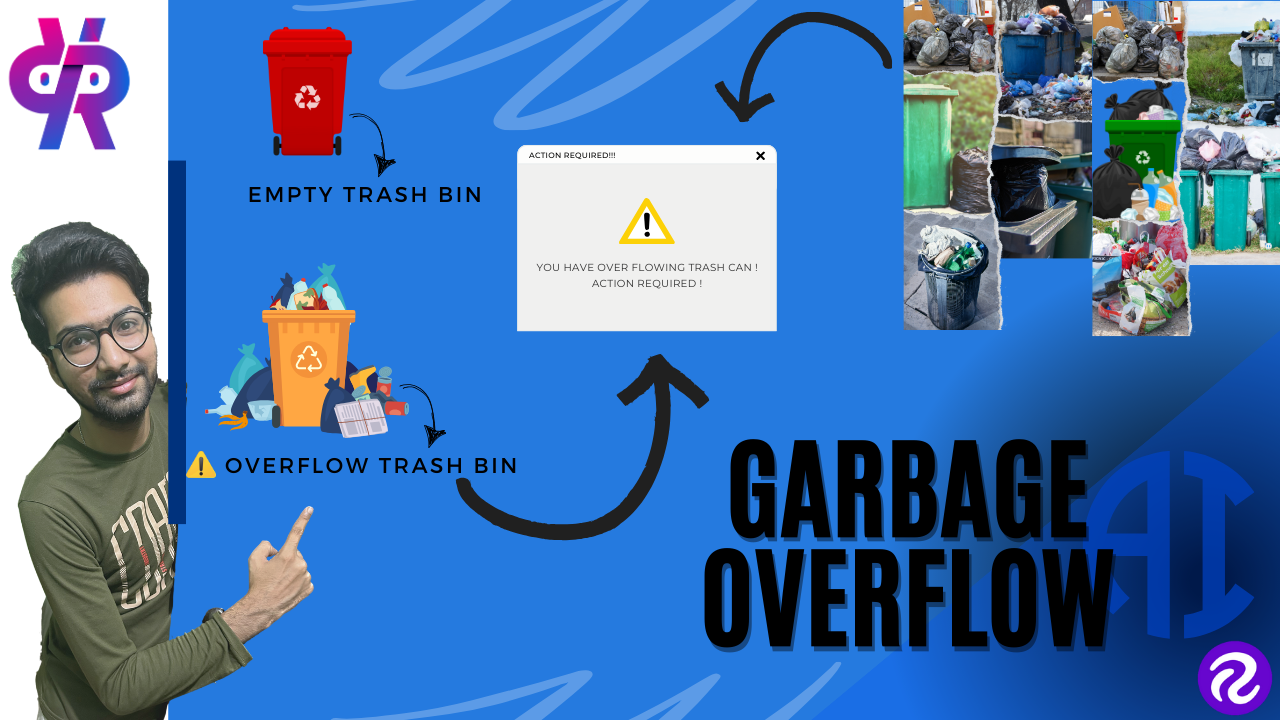 EMPTY TRASH BIN
ACTION REQUIRED!!!
YOU HAVE OVER FLOWING TRASH CAN !
ACTION REQUIRED !
⚠️ OVERFLOW TRASH BIN
GARBAGE
OVERFLOW
AI